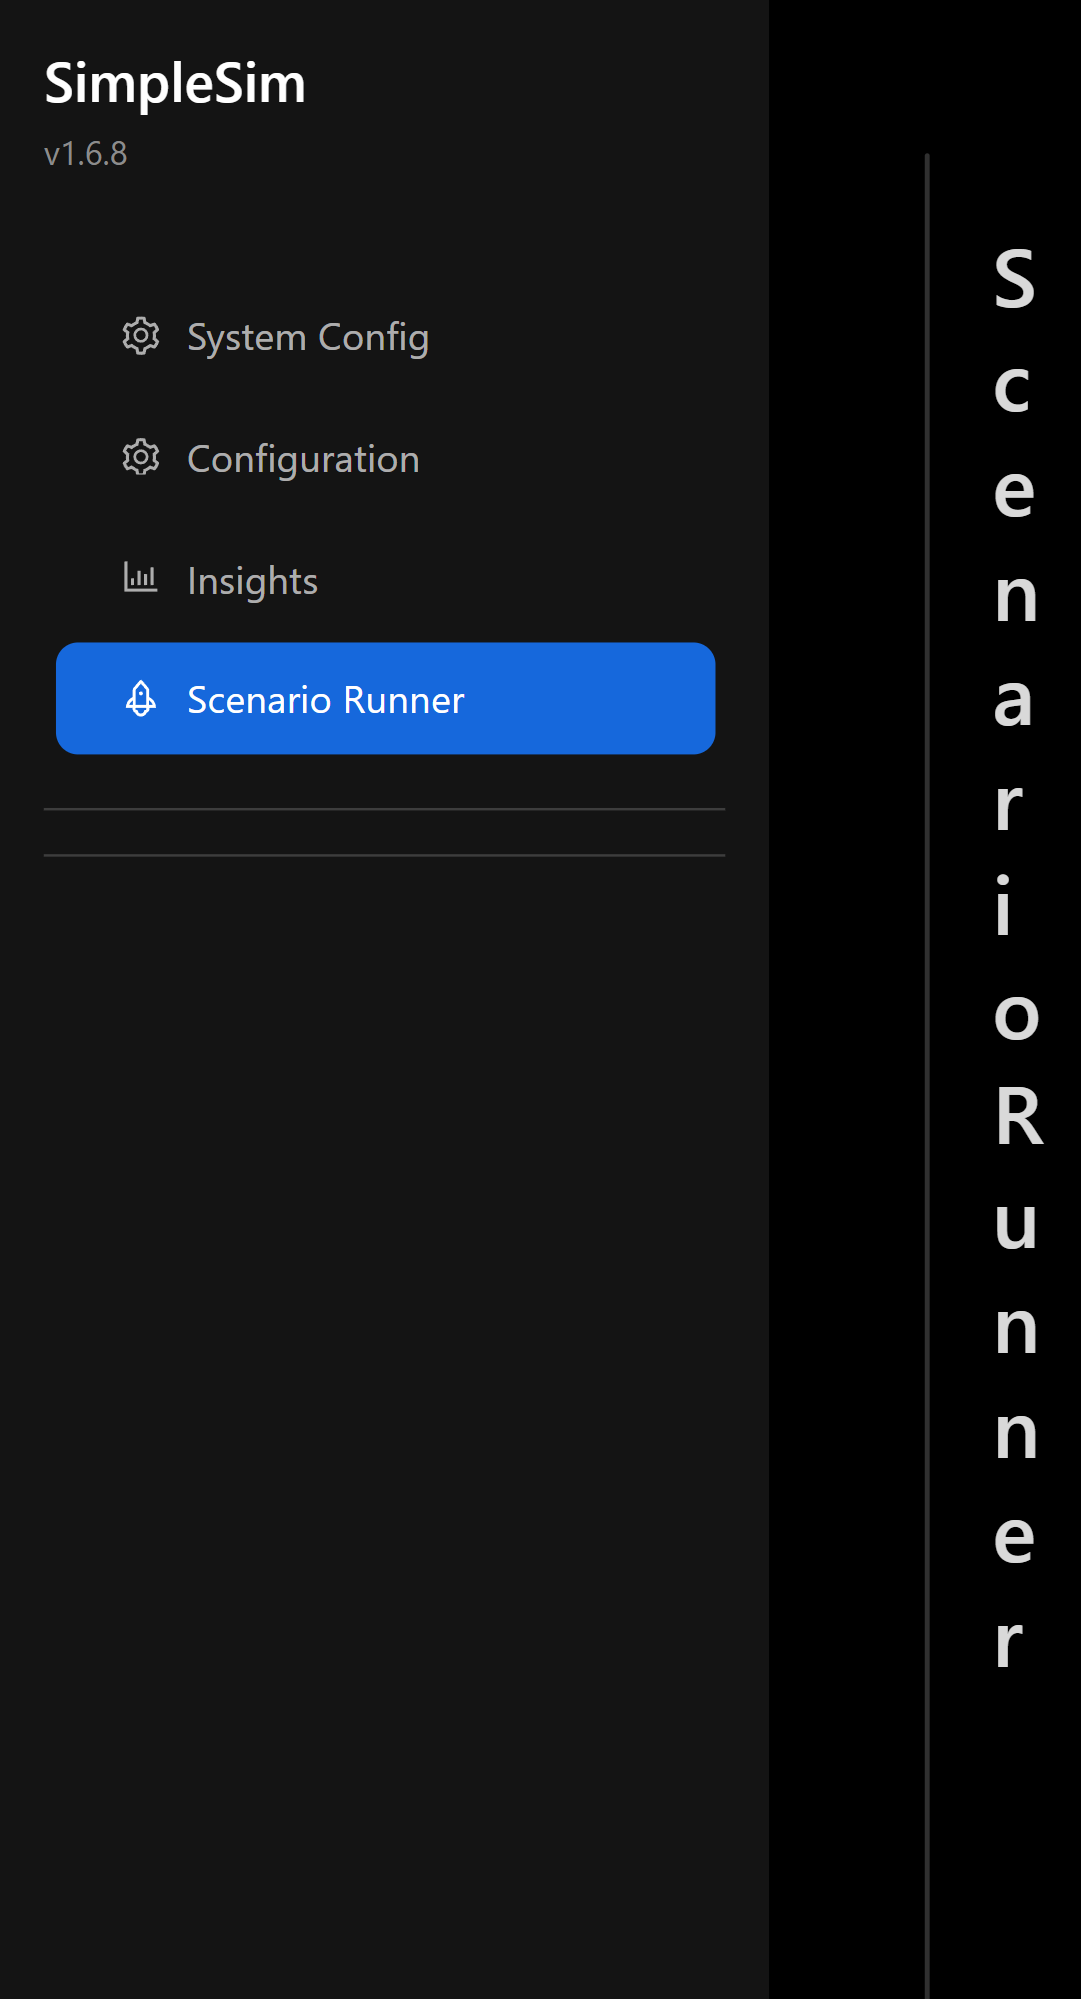 SimpleSim
v1.6.8
System Config
Configuration
Insights
Scenario Runner
S
c
e
n
a
r
i
o
R
u
n
n
e
r